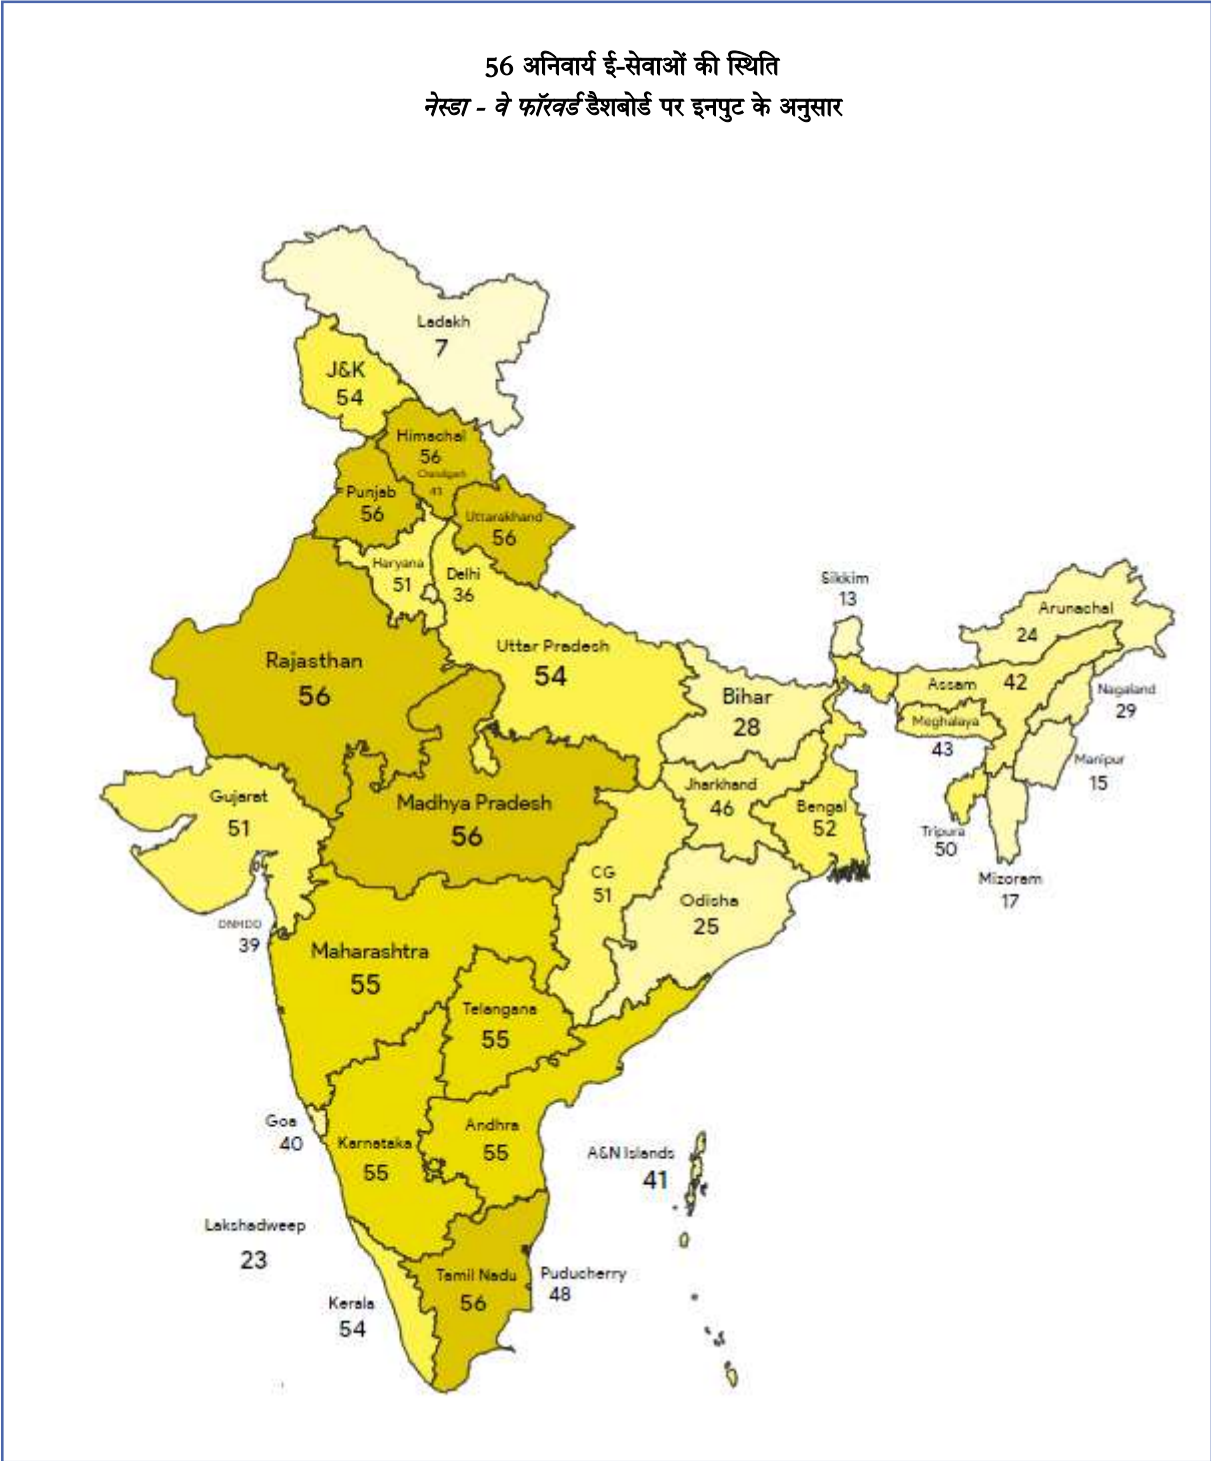 56 अनिवार्य ई-सेवाओं की स्थिति
नेस्डा - वे फॉरवर्ड डैशबोर्ड पर इनपुट के अनुसार
Ladakh
7
J&K
54
Himachal
56
Chandigarh
41
Punjab
56
Uttarakhand
56
Haryana
51
Delhi
36
Sikkim
13
Arunachal
24
Uttar Pradesh
54
Rajasthan
56
Bihar
28
Assam 42
Nagaland
29
Meghalaya
43
Manipur
15
Gujarat
51
Madhya Pradesh
56
Jharkhand
46
Bengal
52
Tripura
50
Mizoram
17
CG
51
Odisha
25
DNHDD
39
Maharashtra
55
Telangana
55
Goa
40
Karnataka
55
Andhra
55
A&N Islands
41
Lakshadweep
23
Tamil Nadu
56
Puducherry
48
Kerala
54